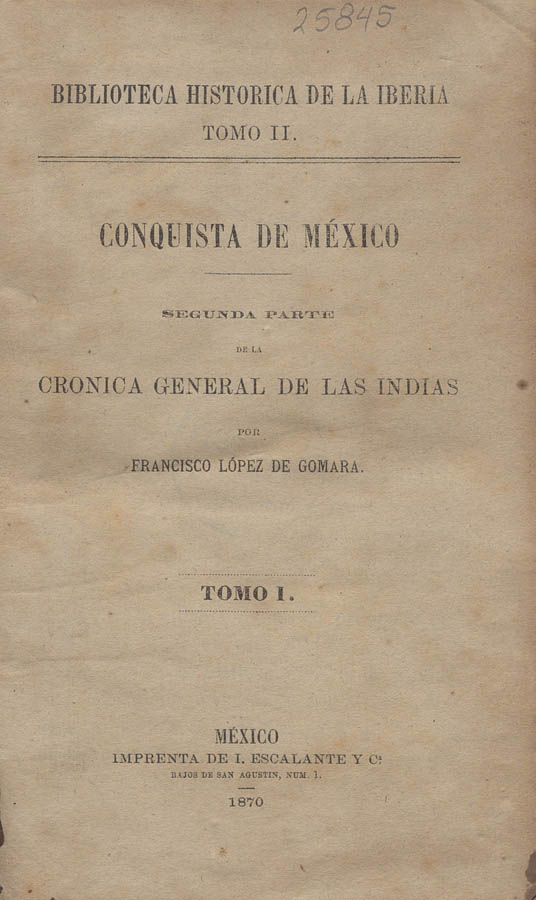 25845
BIBLIOTECA HISTORICA DE LA IBERIA
TOMO II.
CONQUISTA DE MÉXICO
SEGUNDA PARTE
DE LA
CRONICA GENERAL DE LAS INDIAS
POR
FRANCISCO LÓPEZ DE GOMARA.
TOMO I.
MÉXICO
IMPRENTA DE I. ESCALANTE Y Cª
BAJOS DE SAN AGUSTIN, NUM. 1.
1870